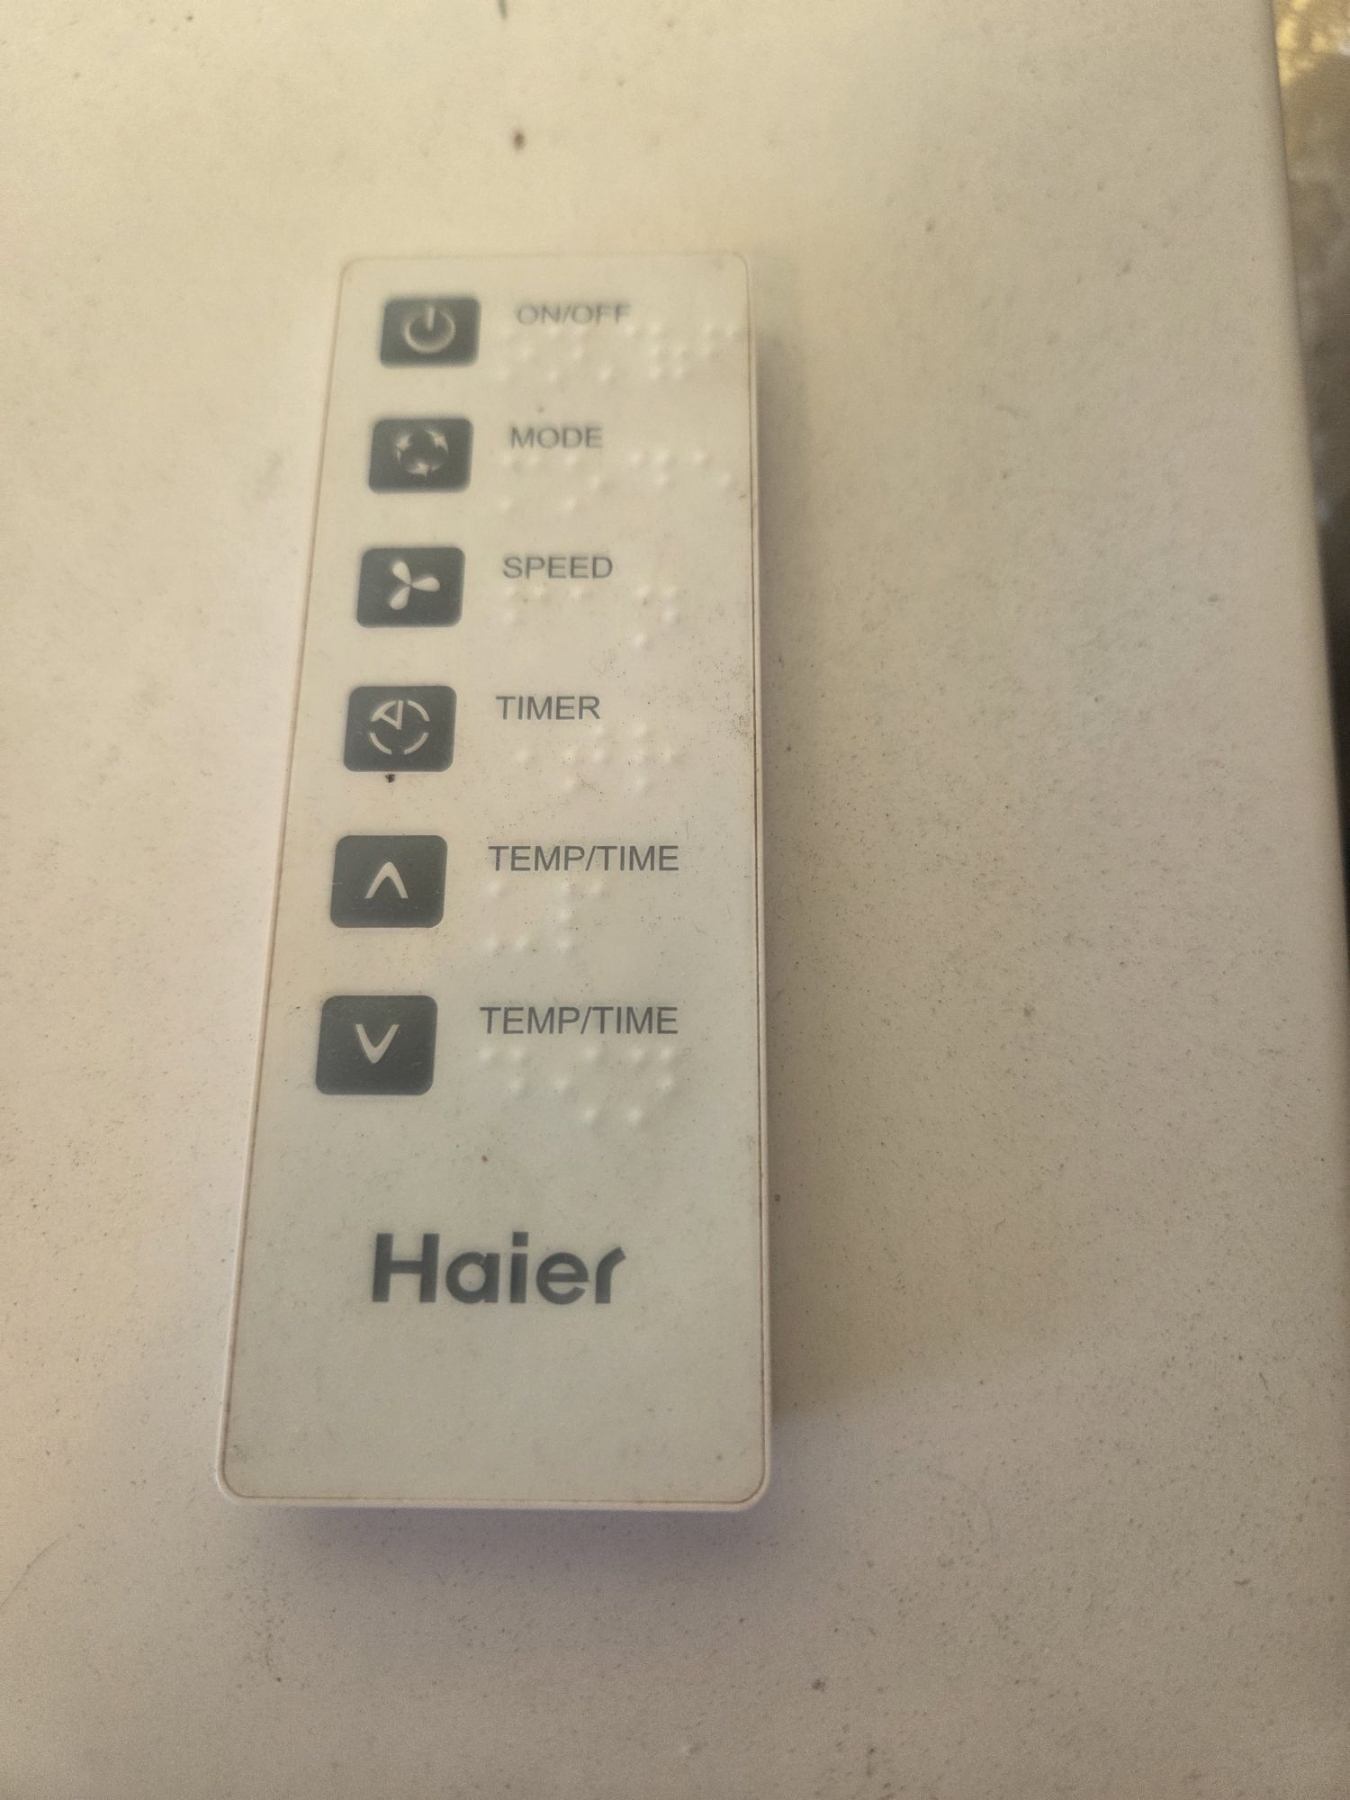 ON/OFF
MODE
SPEED
TIMER
TEMP/TIME
TEMP/TIME
Haier